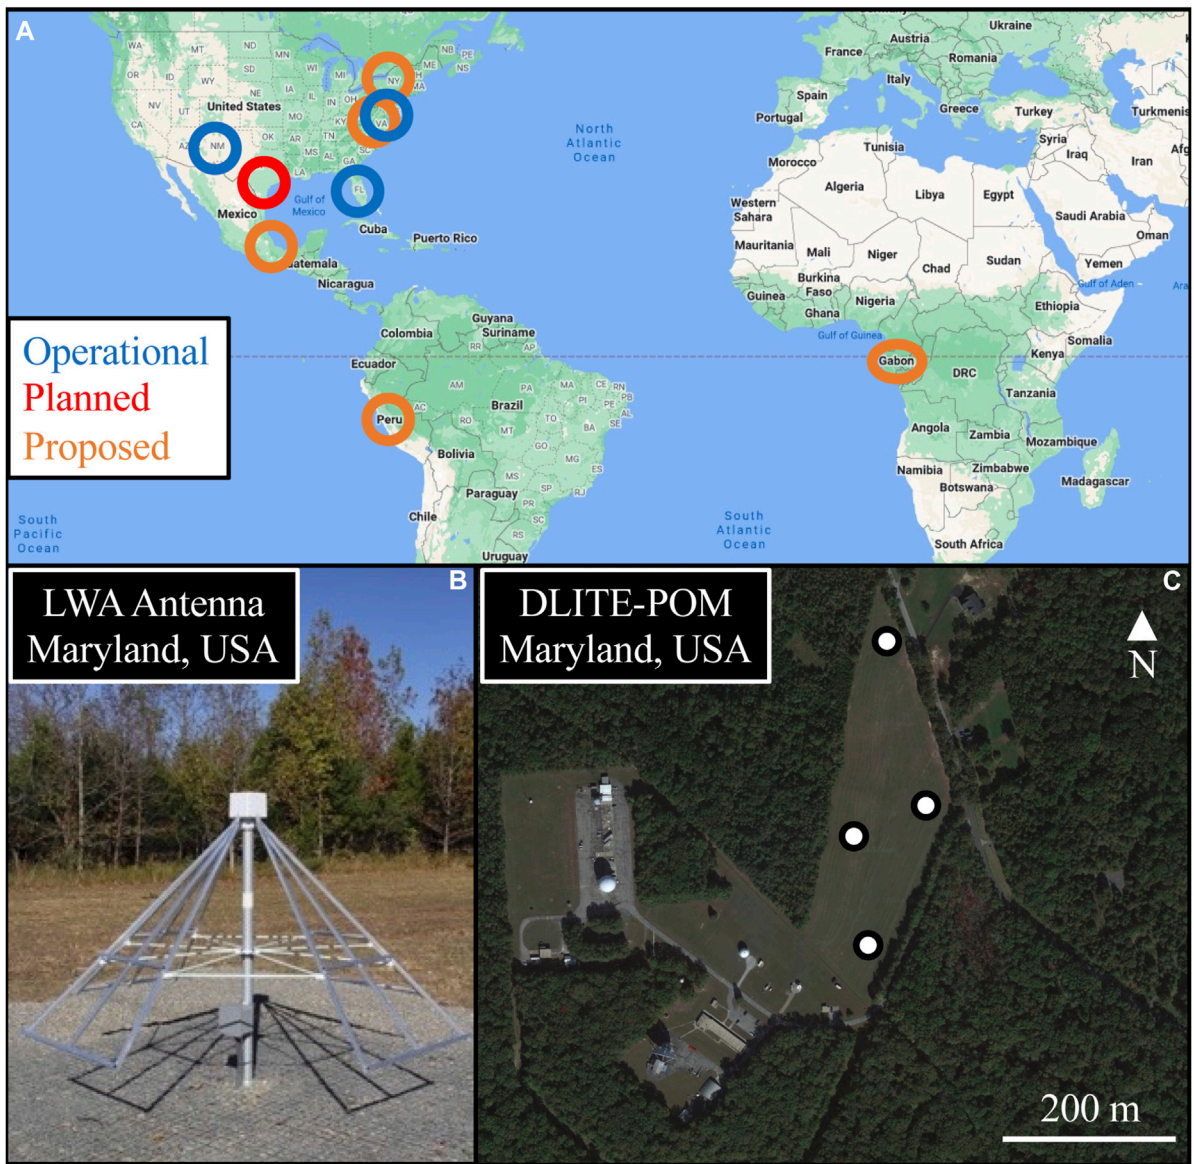 A
Ukraine
Austria
France
Romania
Italy
Spain
Portugal
Greece
Turkey
Turkmenis
Syria
Iraq
Iran
Afg
Tunisia
Morocco
Algeria
Libya
Egypt
Western
Sahara
Saudi Arabia
Oman
Mauritania
Mali
Niger
Chad
Sudan
Yemen
Gulf of Aden
Ara
Burkina
Faso
Guinea
Ghana
Nigeria
Ethiopia
Somalia
Gulf of Guinea
Gabon
Kenya
DRC
Tanzania
Angola
Zambia
Mozambique
Namibia
Zimbabwe
Botswana
Madagascar
South Africa
North
Atlantic
Ocean
WA
MT
ND
MN
NB
PE
NS
ME
OR
ID
WY
SD
WI
MI
NY
MA
NE
IA
IL
IN
OH
NV
UT
United States
MO
KY
VA
CA
AZ
NM
OK
AR
TN
MS
AL
GA
SC
LA
FL
Gulf of
Mexico
Mexico
Cuba
Puerto Rico
uatemala
Nicaragua
Guyana
Suriname
Colombia
RR
AP
Ecuador
AM
PA
MA
CE
RN
PB
PE
AL
SE
PI
TO
BA
Peru
AC
RO
Brazil
MT
GO
MG
ES
Bolivia
MS
SP
RJ
Paraguay
PR
SC
RS
Chile
Uruguay
South
Pacific
Ocean
South
Atlantic
Ocean
Operational
Planned
Proposed
LWA Antenna
Maryland, USA
B
DLITE-POM
Maryland, USA
C
N
200 m